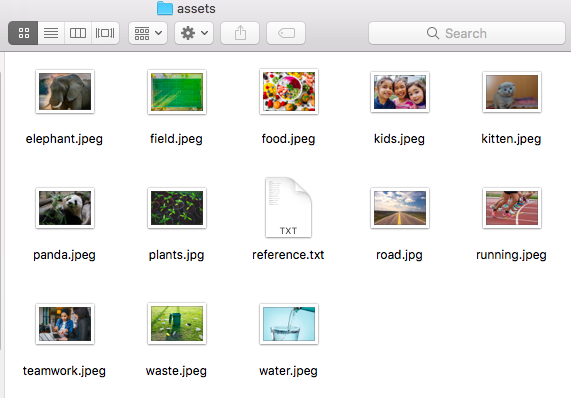 assets
Search
elephant.jpeg
field.jpeg
food.jpeg
kids.jpeg
kitten.jpeg
panda.jpeg
plants.jpg
TXT
reference.txt
road.jpg
running.jpeg
teamwork.jpeg
waste.jpeg
water.jpeg